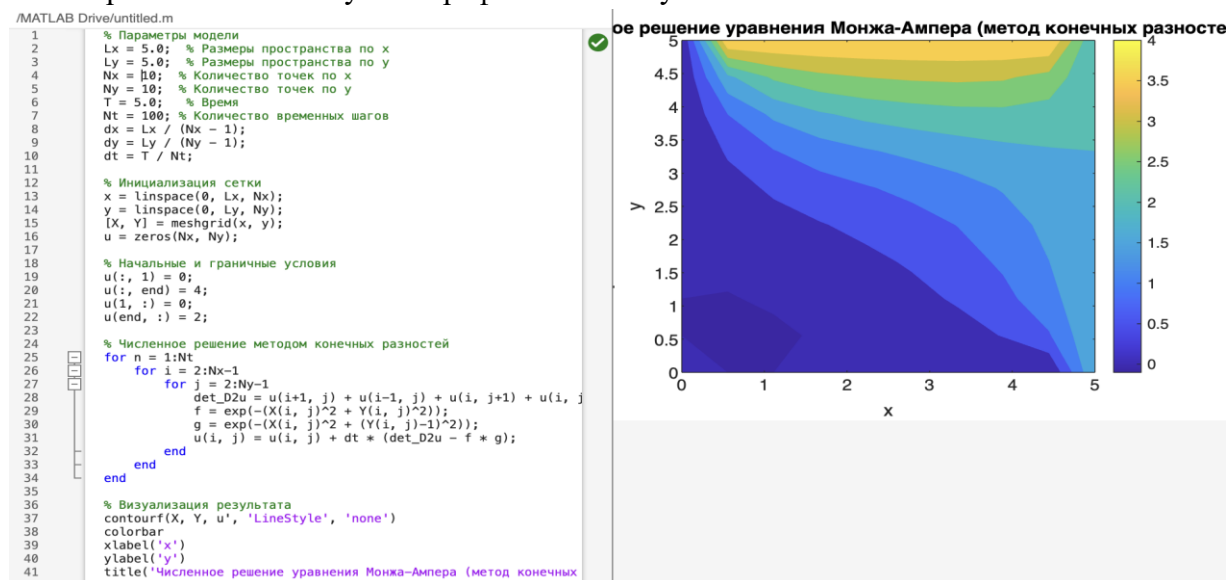 /MATLAB Drive/untitled.m
1 % Параметры модели
2 Lx = 5.0; % Размеры пространства по x
3 Ly = 5.0; % Размеры пространства по y
4 Nx = 10; % Количество точек по x
5 Ny = 10; % Количество точек по y
6 T = 5.0; % Время
7 Nt = 100; % Количество временных шагов
8 dx = Lx / (Nx - 1);
9 dy = Ly / (Ny - 1);
10 dt = T / Nt;
11
12 % Инициализация сетки
13 x = linspace(0, Lx, Nx);
14 y = linspace(0, Ly, Ny);
15 [X, Y] = meshgrid(x, y);
16 u = zeros(Nx, Ny);
17
18 % Начальные и граничные условия
19 u(:, 1) = 0;
20 u(:, end) = 4;
21 u(1, :) = 0;
22 u(end, :) = 2;
23
24 % Численное решение методом конечных разностей
25 for n = 1:Nt
26 for i = 2:Nx-1
27 for j = 2:Ny-1
28 det_D2u = u(i+1, j) + u(i-1, j) + u(i, j+1) + u(i, j
29 f = exp(-(X(i, j)^2 + Y(i, j)^2));
30 g = exp(-(X(i, j)^2 + (Y(i, j)-1)^2));
31 u(i, j) = u(i, j) + dt * (det_D2u - f * g);
32 end
33 end
34 end
35
36 % Визуализация результата
37 contourf(X, Y, u', 'LineStyle', 'none')
38 colorbar
39 xlabel('x')
40 ylabel('y')
41 title('Численное решение уравнения Монжа-Ампера (метод конечных
ое решение уравнения Монжа-Ампера (метод конечных разносте
5
4.5
4
3.5
3
2.5
2
1.5
1
0.5
0
y
0 1 2 3 4 5
x
4
3.5
3
2.5
2
1.5
1
0.5
0